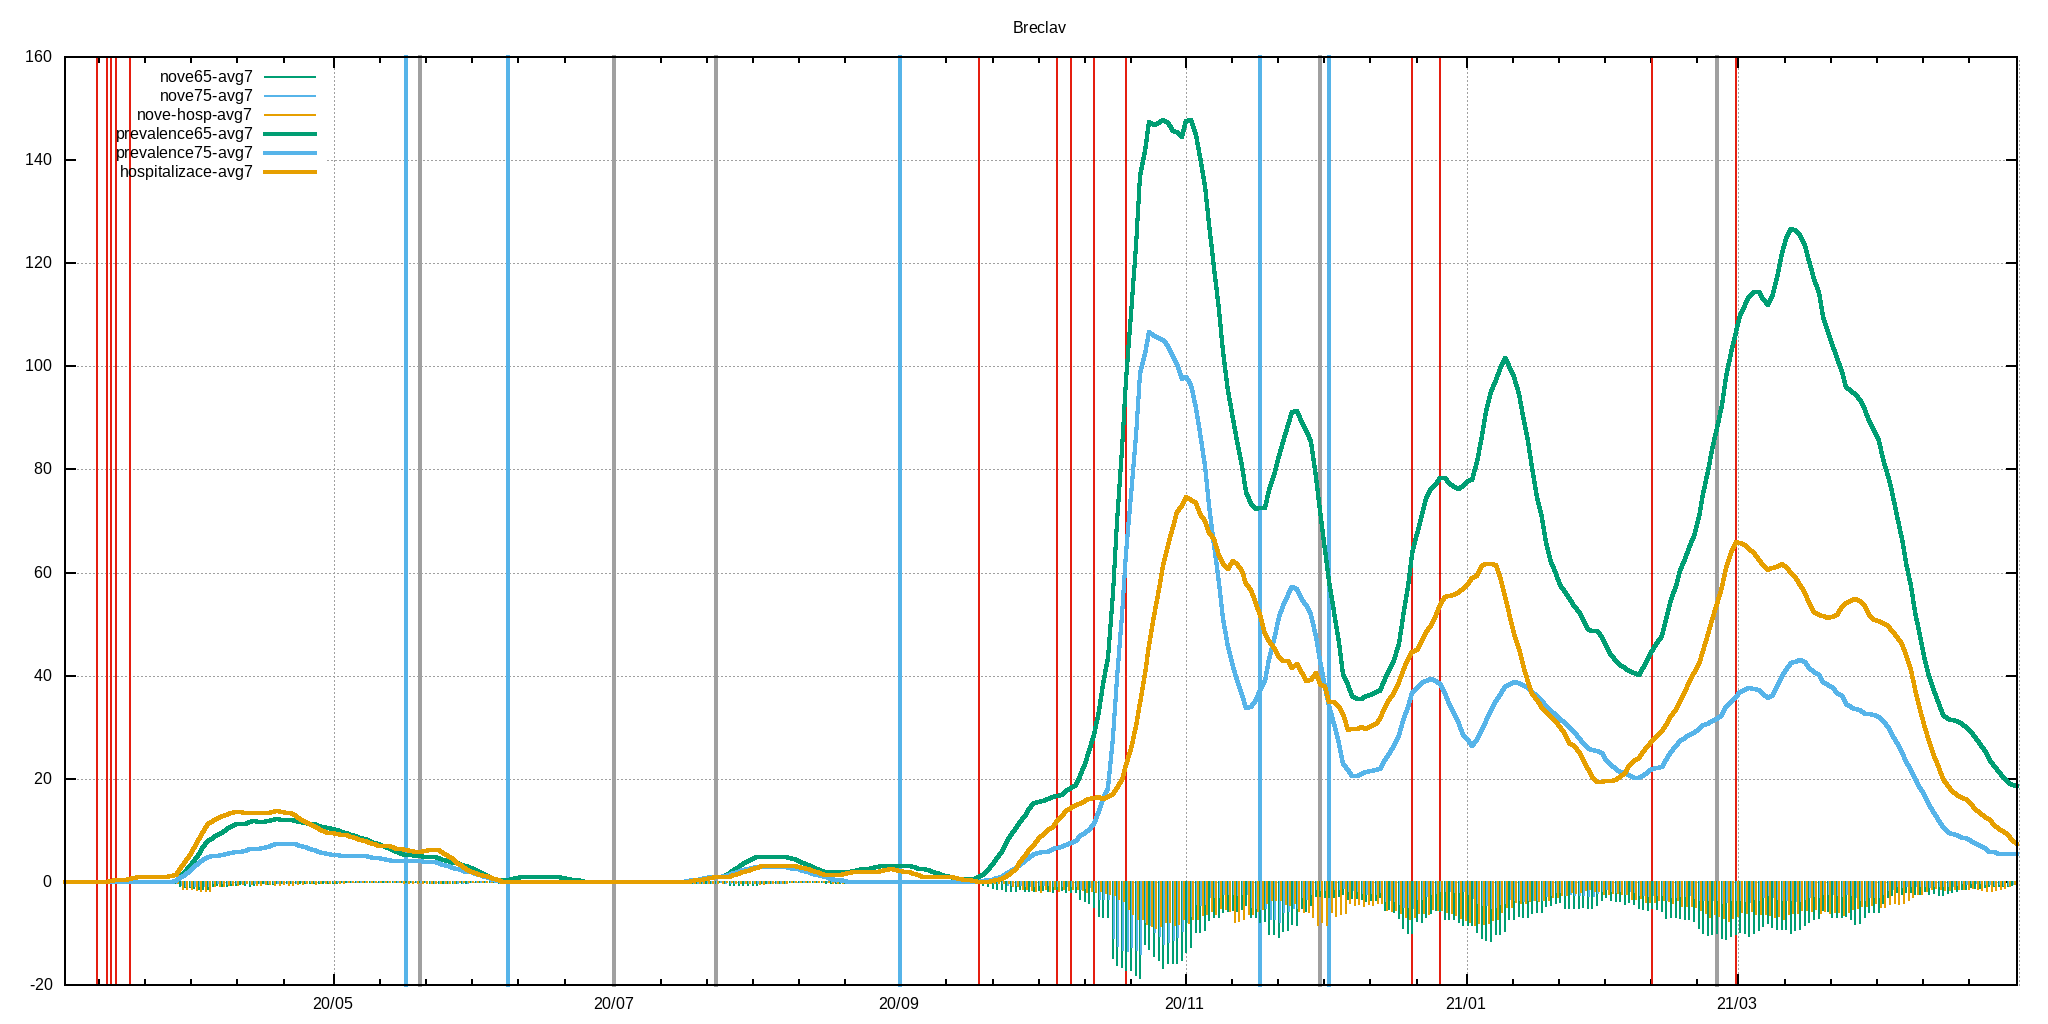 Breclav
160
140
120
100
80
60
40
20
0
-20
nove65-avg7
nove75-avg7
nove-hosp-avg7
prevalence65-avg7
prevalence75-avg7
hospitalizace-avg7
20/05
20/07
20/09
20/11
21/01
21/03